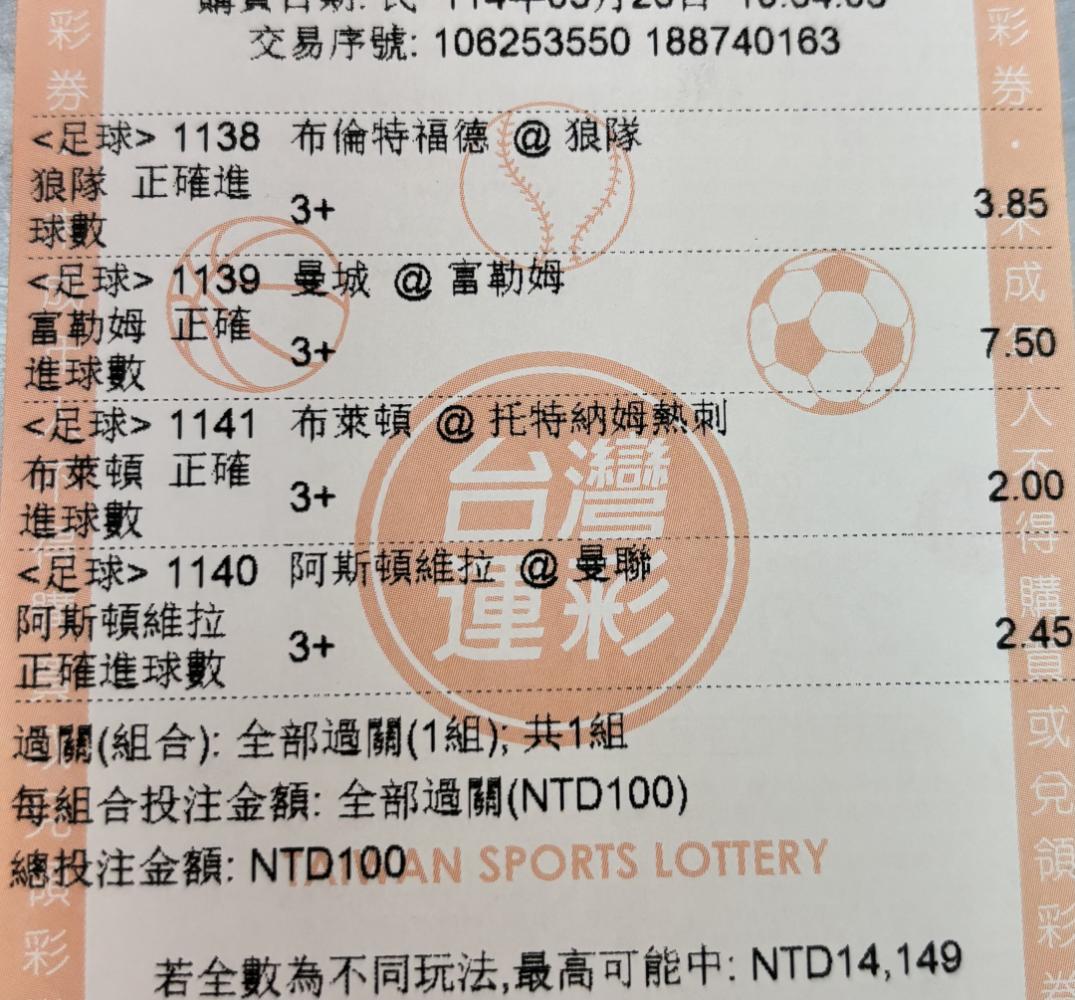 交易序號: 106253550 188740163
<足球> 1138 布倫特福德 @ 狼隊
狼隊 正確進球數 3+ 3.85
<足球> 1139 曼城 @ 富勒姆
富勒姆 正確進球數 3+ 7.50
<足球> 1141 布萊頓 @ 托特納姆熱刺
布萊頓 正確進球數 3+ 2.00
<足球> 1140 阿斯頓維拉 @ 曼聯
阿斯頓維拉 正確進球數 3+ 2.45
過關(組合): 全部過關(1組); 共1組
每組合投注金額: 全部過關(NTD100)
總投注金額: NTD100
TAIWAN SPORTS LOTTERY
若全數為不同玩法,最高可能中: NTD14,149
台灣
運彩